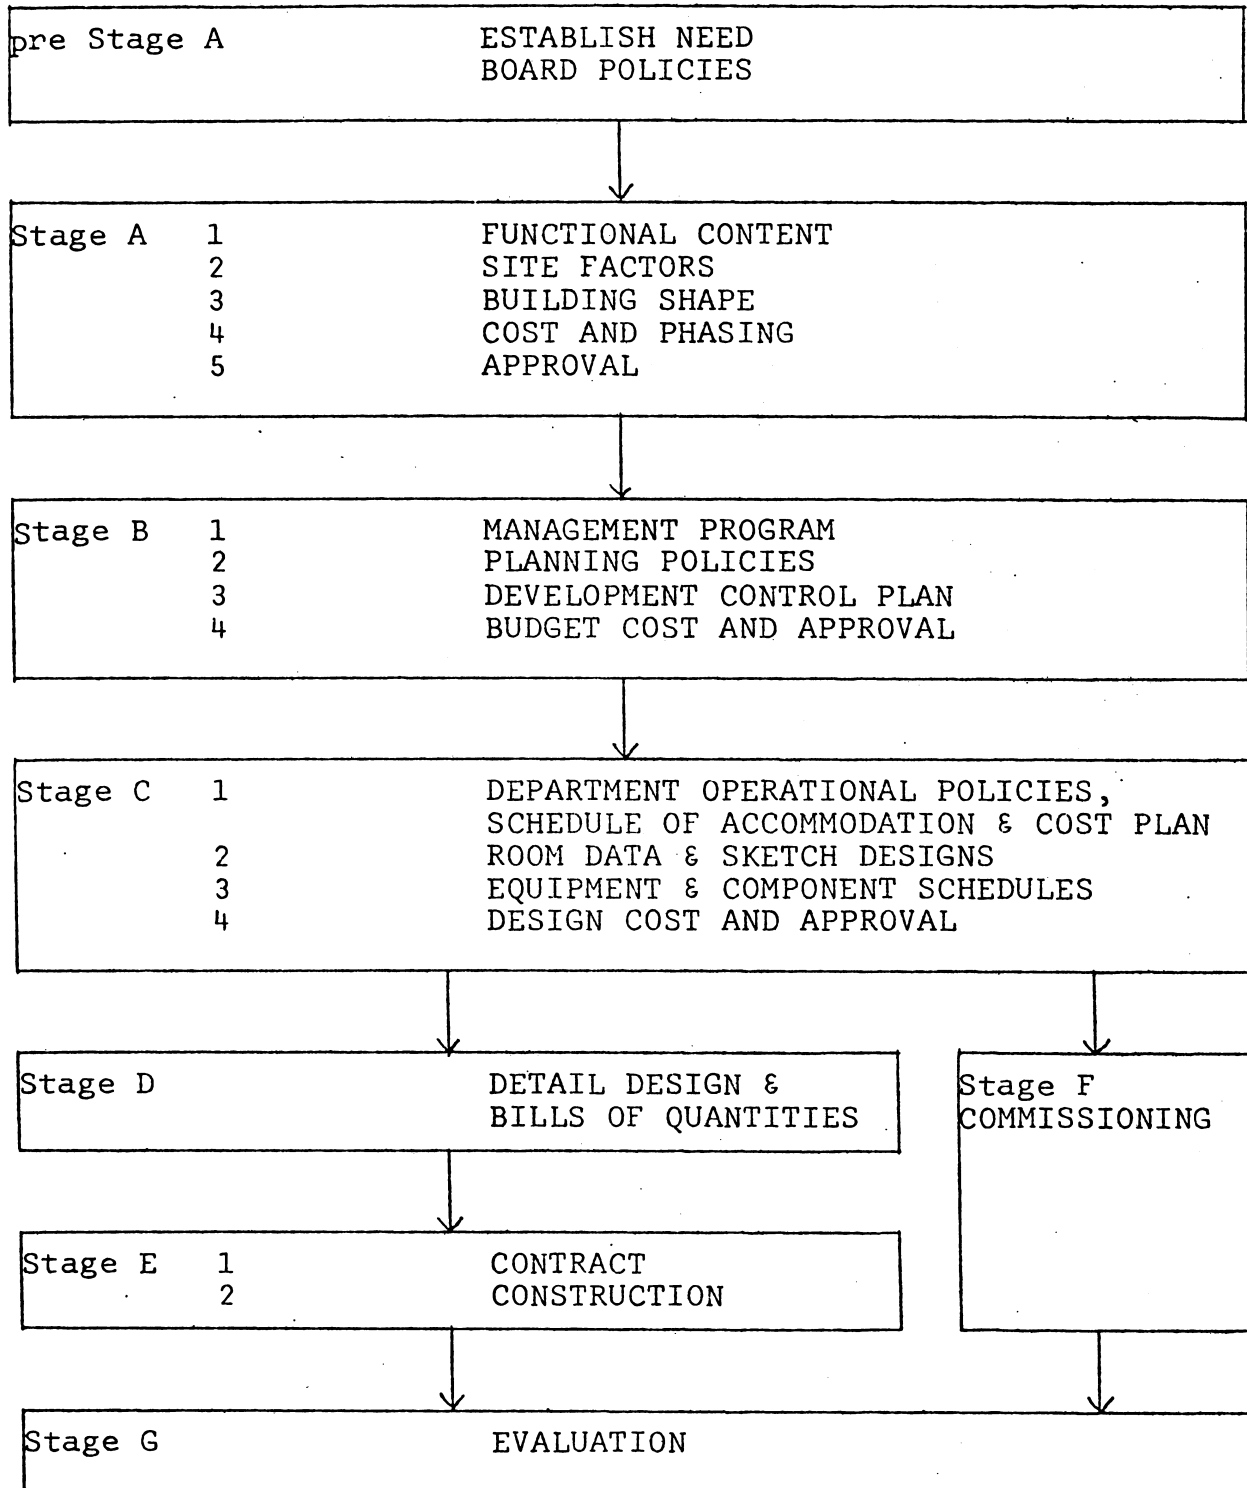 pre Stage A ESTABLISH NEED
BOARD POLICIES
Stage A 1 FUNCTIONAL CONTENT
2 SITE FACTORS
3 BUILDING SHAPE
4 COST AND PHASING
5 APPROVAL
Stage B 1 MANAGEMENT PROGRAM
2 PLANNING POLICIES
3 DEVELOPMENT CONTROL PLAN
4 BUDGET COST AND APPROVAL
Stage C 1 DEPARTMENT OPERATIONAL POLICIES,
SCHEDULE OF ACCOMMODATION & COST PLAN
2 ROOM DATA & SKETCH DESIGNS
3 EQUIPMENT & COMPONENT SCHEDULES
4 DESIGN COST AND APPROVAL
Stage D DETAIL DESIGN &
BILLS OF QUANTITIES
Stage F
COMMISSIONING
Stage E 1 CONTRACT
2 CONSTRUCTION
Stage G EVALUATION